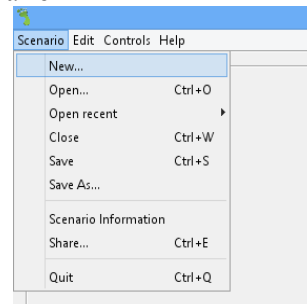 Scenario Edit Controls Help
New...
Open... Ctrl+O
Open recent
Close Ctrl+W
Save Ctrl+S
Save As...
Scenario Information
Share... Ctrl+E
Quit Ctrl+Q